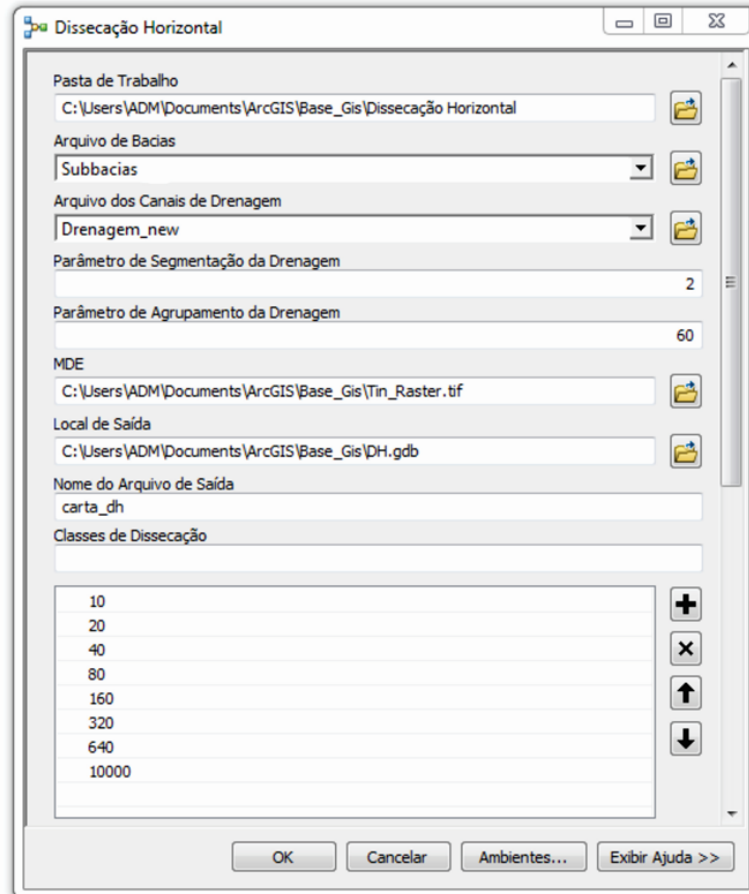 Dissecação Horizontal
Pasta de Trabalho
C:\Users\ADM\Documents\ArcGIS\Base_Gis\Dissecação Horizontal
Arquivo de Bacias
Subbacias
Arquivo dos Canais de Drenagem
Drenagem_new
Parâmetro de Segmentação da Drenagem
2
Parâmetro de Agrupamento da Drenagem
60
MDE
C:\Users\ADM\Documents\ArcGIS\Base_Gis\Tin_Raster.tif
Local de Saída
C:\Users\ADM\Documents\ArcGIS\Base_Gis\DH.gdb
Nome do Arquivo de Saída
carta_dh
Classes de Dissecação
10
20
40
80
160
320
640
10000
OK Cancelar Ambientes... Exibir Ajuda >>